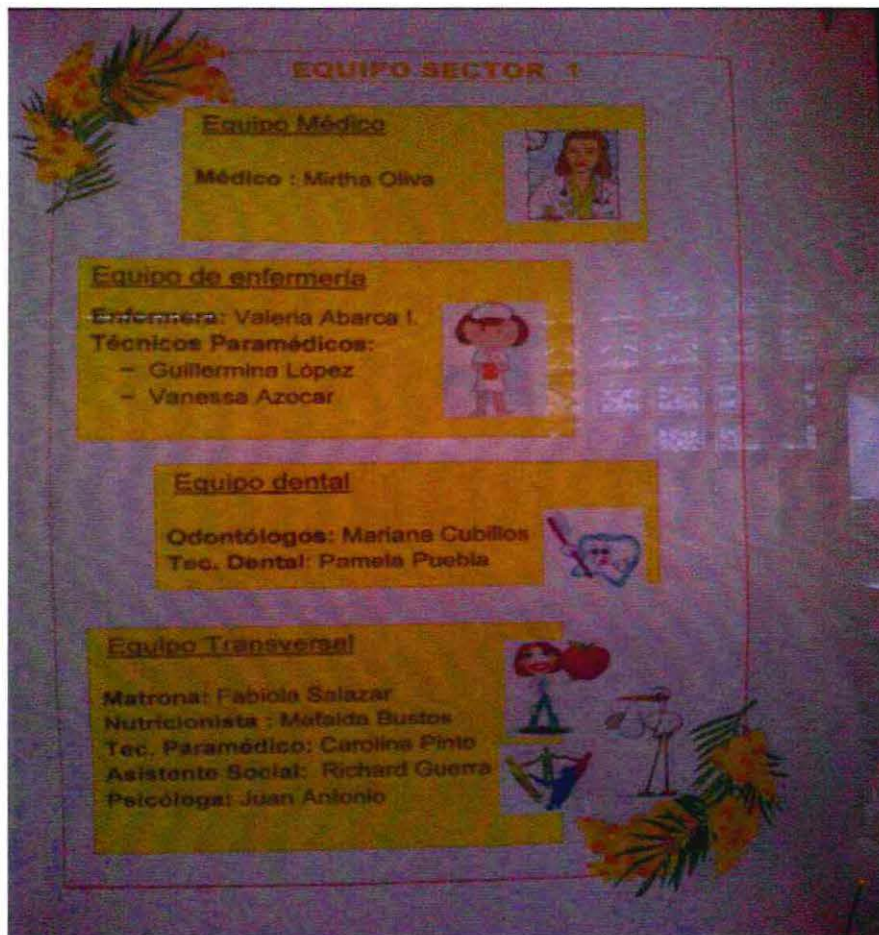 EQUIPO SECTOR 1
Equipo Médico
Médico : Mirtha Oliva
Equipo de enfermería
Enfermera: Valeria Abarca I.
Técnicos Paramédicos:
– Guillermina López
– Vanessa Azocar
Equipo dental
Odontólogos: Mariana Cubillos
Tec. Dental: Pamela Puebla
Equipo Transversal
Matrona: Fabiola Salazar
Nutricionista : Mafalda Bustos
Tec. Paramédico: Carolina Pinto
Asistente Social: Richard Guerra
Psicóloga: Juan Antonio